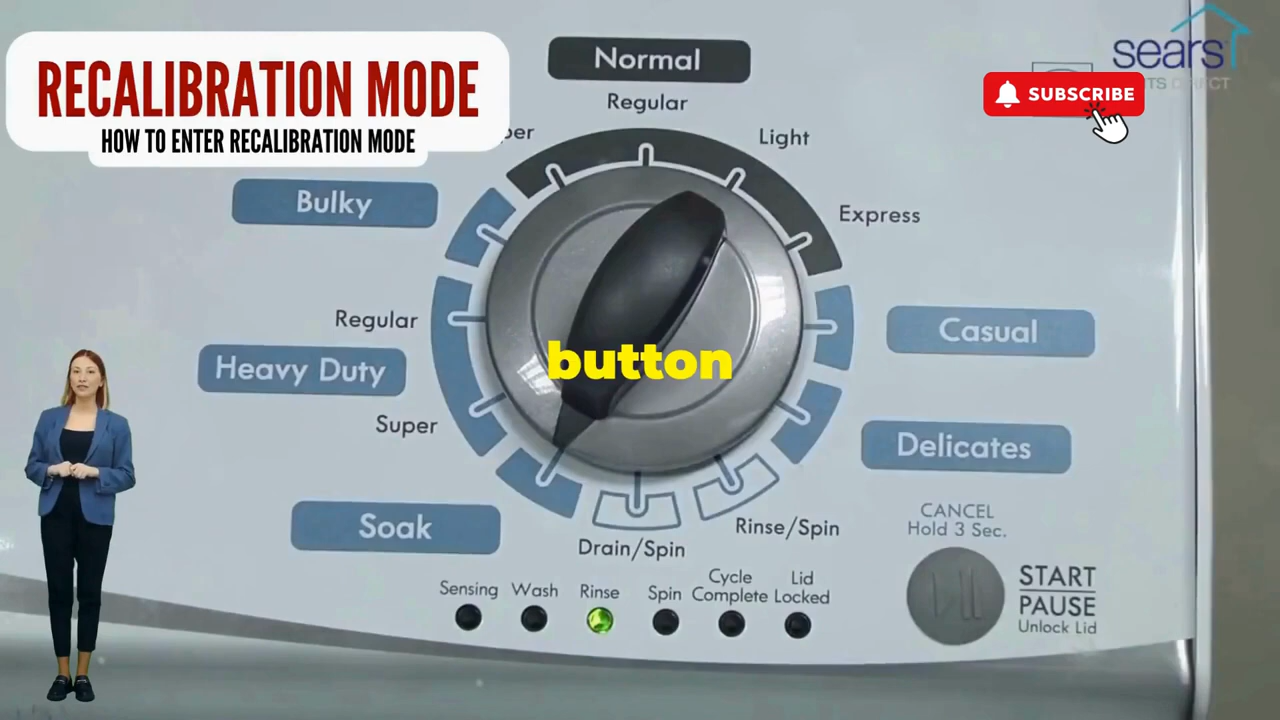 RECALIBRATION MODE
HOW TO ENTER RECALIBRATION MODE
sears
DIRECT
SUBSCRIBE
Normal
Regular
Light
Express
Bulky
Regular
Heavy Duty
Super
Casual
Delicates
button
Soak
Drain/Spin
Rinse/Spin
CANCEL
Hold 3 Sec.
Sensing
Wash
Rinse
Spin
Cycle
Complete
Lid
Locked
START
PAUSE
Unlock Lid